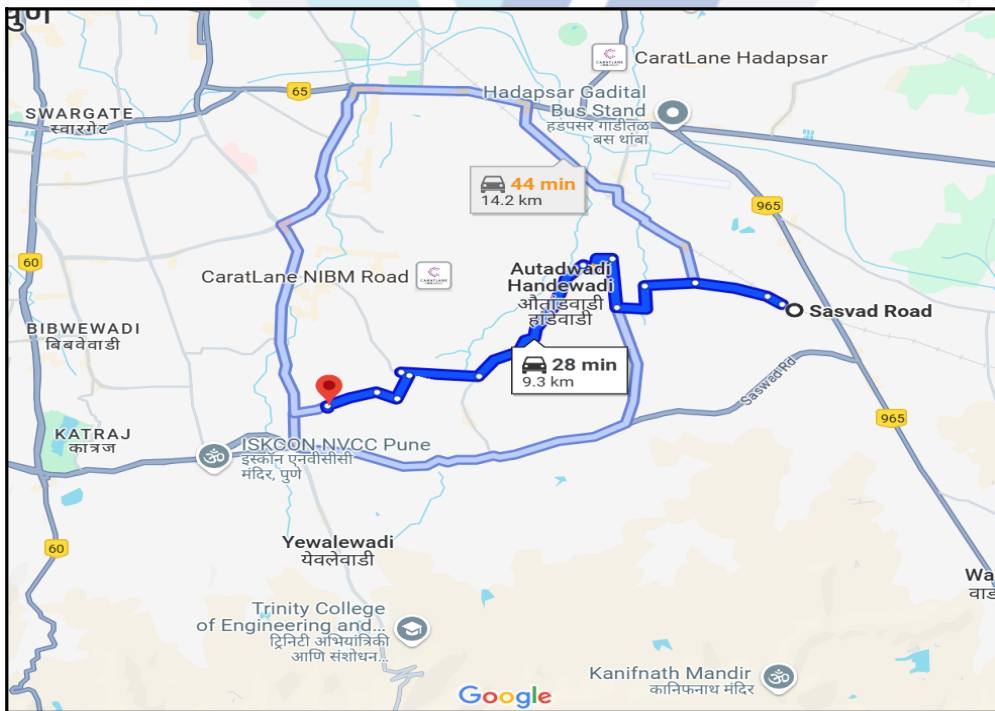 65
CaratLane Hadapsar
SWARGATE
स्वारगेट
Hadapsar Gadital
Bus Stand
हडपसर गाडीतळ
बस थांबा
44 min
14.2 km
965
60
CaratLane NIBM Road
Autadwadi
Handewadi
औताडवाडी
हांडेवाडी
Sasvad Road
BIBWEWADI
बिबवेवाडी
28 min
9.3 km
Saswad Rd
965
KATRAJ
कात्रज
ISKCON NVCC Pune
इस्कॉन एनवीसीसी
मंदिर, पुणे
60
Yewalewadi
येवलेवाडी
Wa
वाड
Trinity College
of Engineering and...
ट्रिनिटी अभियांत्रिकी
आणि संशोधन...
Kanifnath Mandir
कानिफनाथ मंदिर
Google